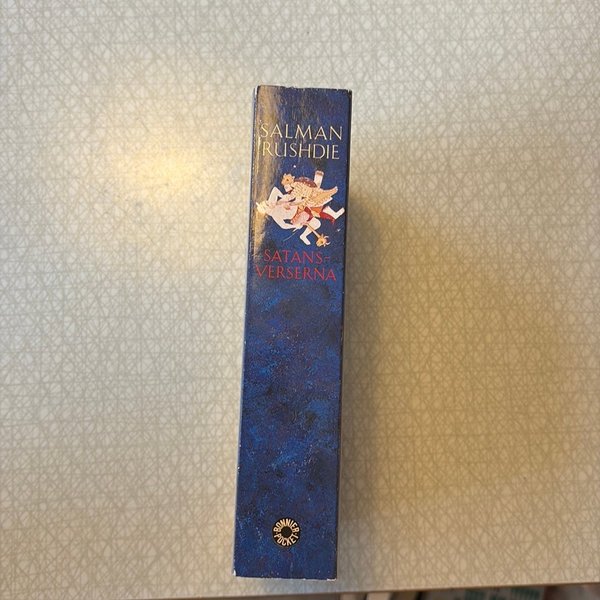 SALMAN
RUSHDIE
SATANS-
VERSERNA
BONNIER
POCKET